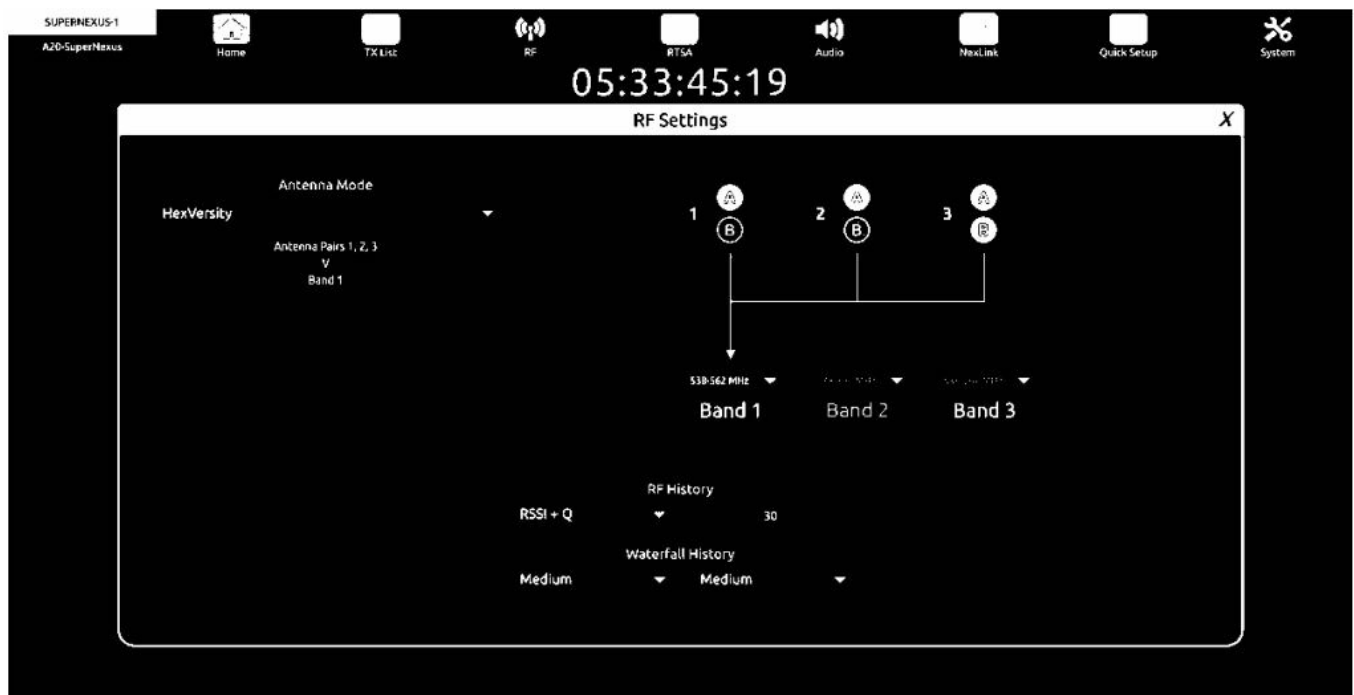 SUPERNEXUS-1
A20-SuperNexus
Home
TX List
RF
RTSA
Audio
NexLink
Quick Setup
System
05:33:45:19
RF Settings
X
Antenna Mode
HexVersity
Antenna Pairs 1, 2, 3
V
Band 1
1 A 2 A 3 A
B B B
538-562 MHz
Band 1 Band 2 Band 3
RF History
RSSI + Q 30
Waterfall History
Medium Medium